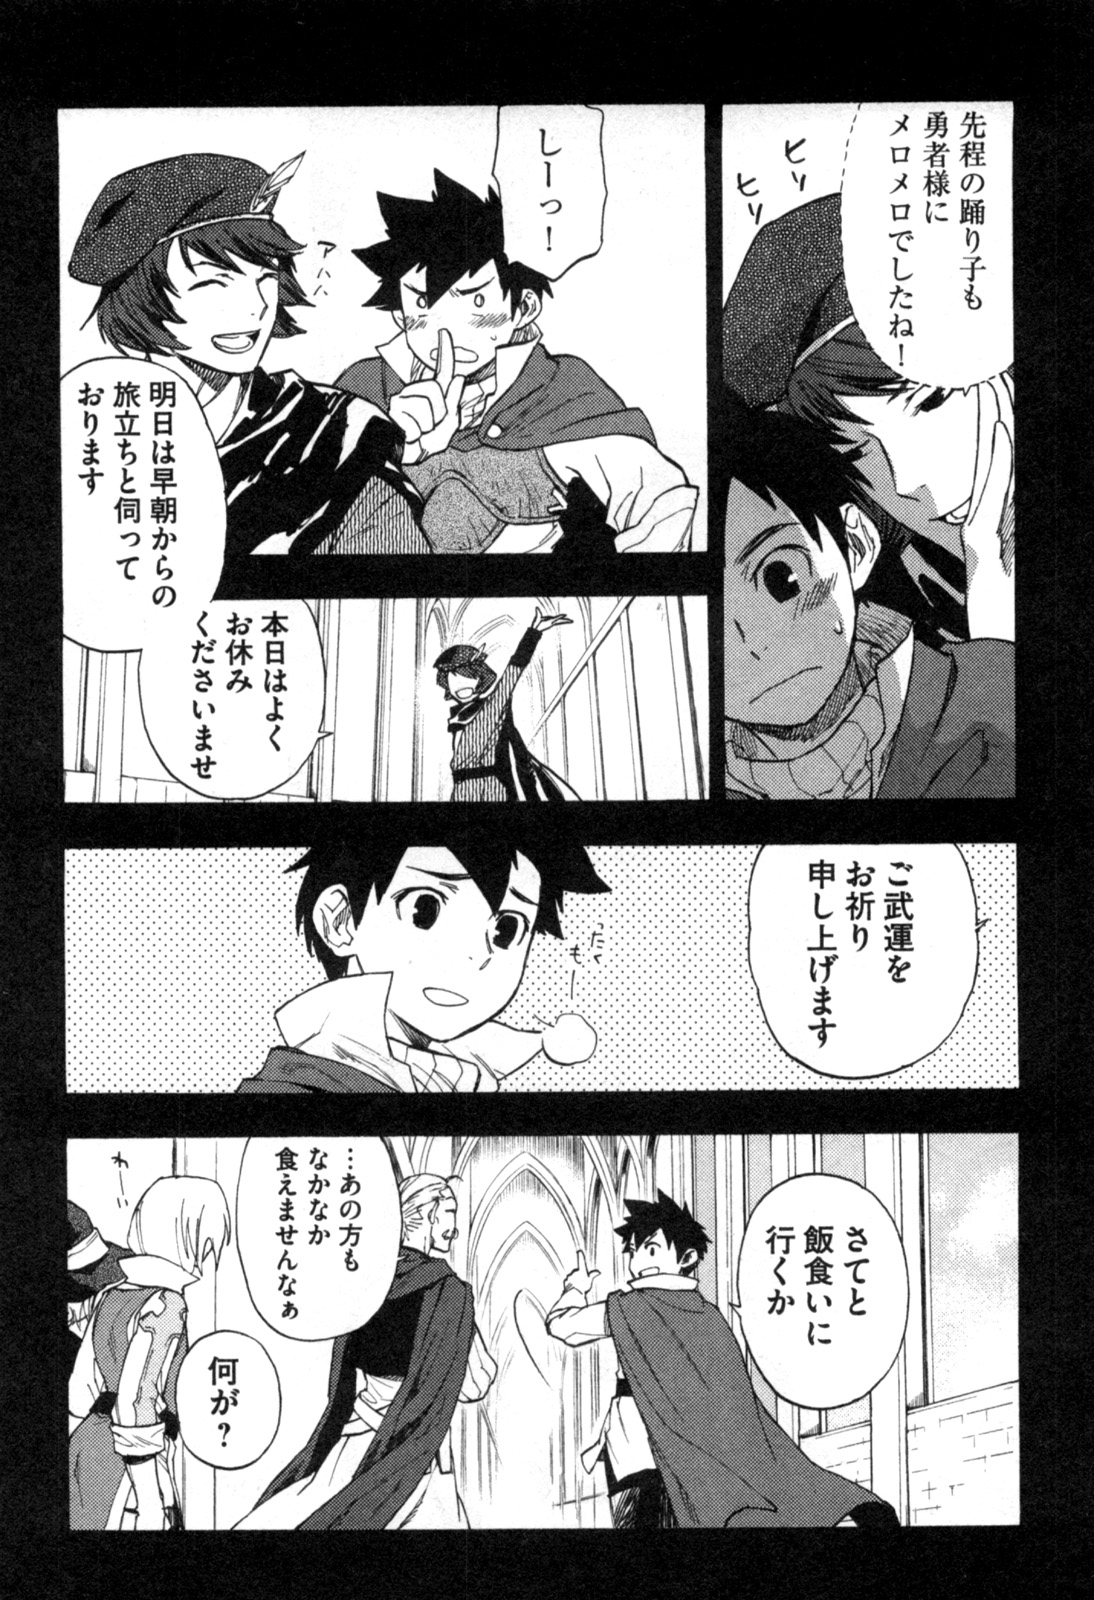 先程の踊り子も
勇者様に
メロメロでしたね!
ヒソ
ヒソ
しーっ!
アハハ
明日は早朝からの
旅立ちと伺って
おります
本日はよく
お休み
くださいませ
ご武運を
お祈り
申し上げます
ったく
もー
さてと
飯食いに
行くか
…あの方も
なかなか
食えませんなぁ
何が?
わーい